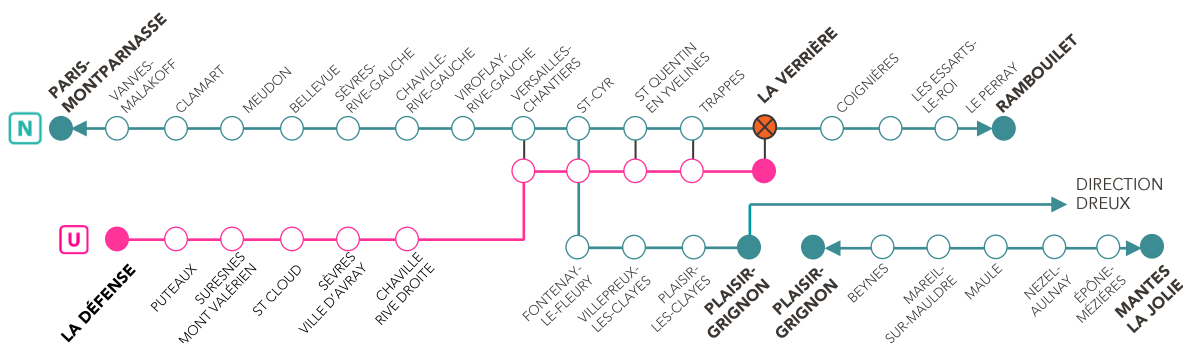 N
PARIS-
MONTPARNASSE
VANVES-
MALAKOFF
CLAMART
MEUDON
BELLEVUE
SÈVRES-
RIVE-GAUCHE
CHAVILLE-
RIVE-GAUCHE
VIROFLAY-
RIVE-GAUCHE
VERSAILLES-
CHANTIERS
ST-CYR
ST QUENTIN
EN YVELINES
TRAPPES
LA VERRIÈRE
COIGNIÈRES
LES ESSARTS-
LE-ROI
LE PERRAY
RAMBOUILET
DIRECTION
DREUX
U
LA DÉFENSE
PUTEAUX
SURESNES
MONT VALÉRIEN
ST CLOUD
SÈVRES
VILLE D'AVRAY
CHAVILLE
RIVE DROITE
FONTENAY-
LE-FLEURY
VILLEPREUX-
LES-CLAYES
PLAISIR-
LES-CLAYES
PLAISIR-
GRIGNON
PLAISIR-
GRIGNON
BEYNES
MAREIL-
SUR-MAULDRE
MAULE
NEZEL-
AULNAY
ÉPÔNE-
MEZIÈRES
MANTES
LA JOLIE